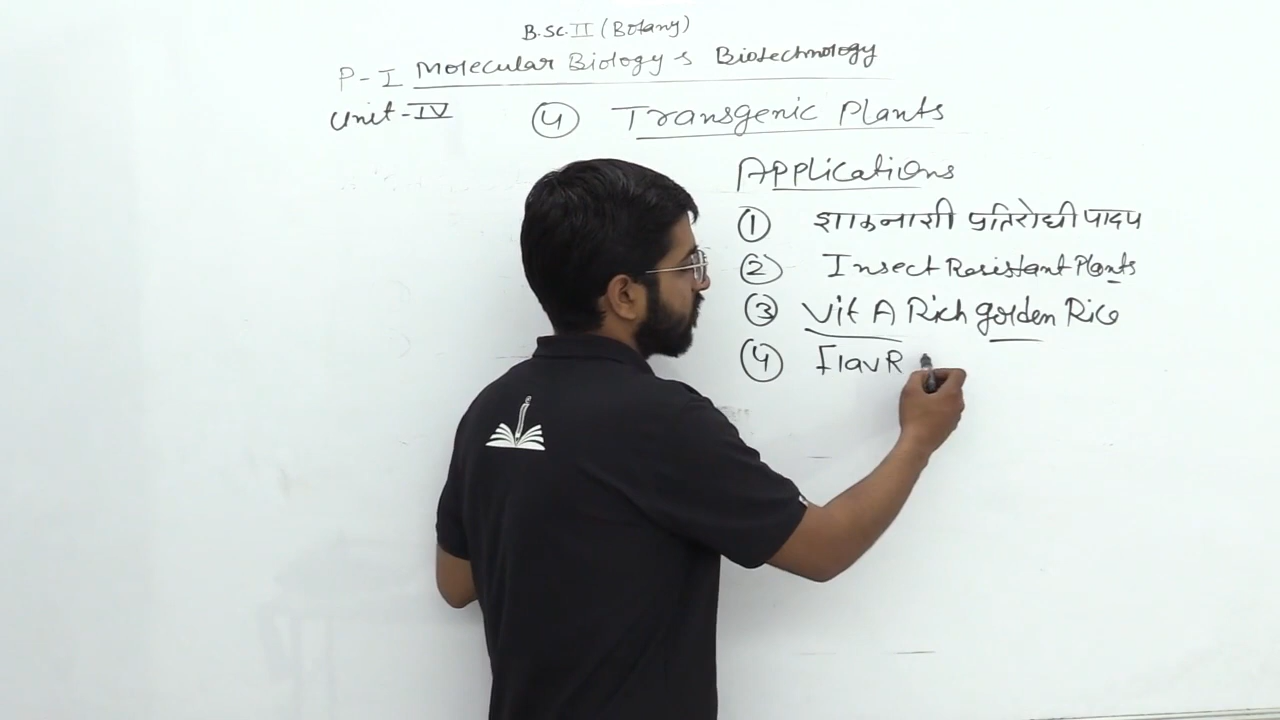 B.Sc. II (Botany)
P-I Molecular Biology & Biotechnology
Unit-IV ④ Transgenic Plants
Applications
① शाकनाशी प्रतिरोधी पादप
② Insect Resistant Plants
③ Vit A Rich golden Rice
④ FlavR